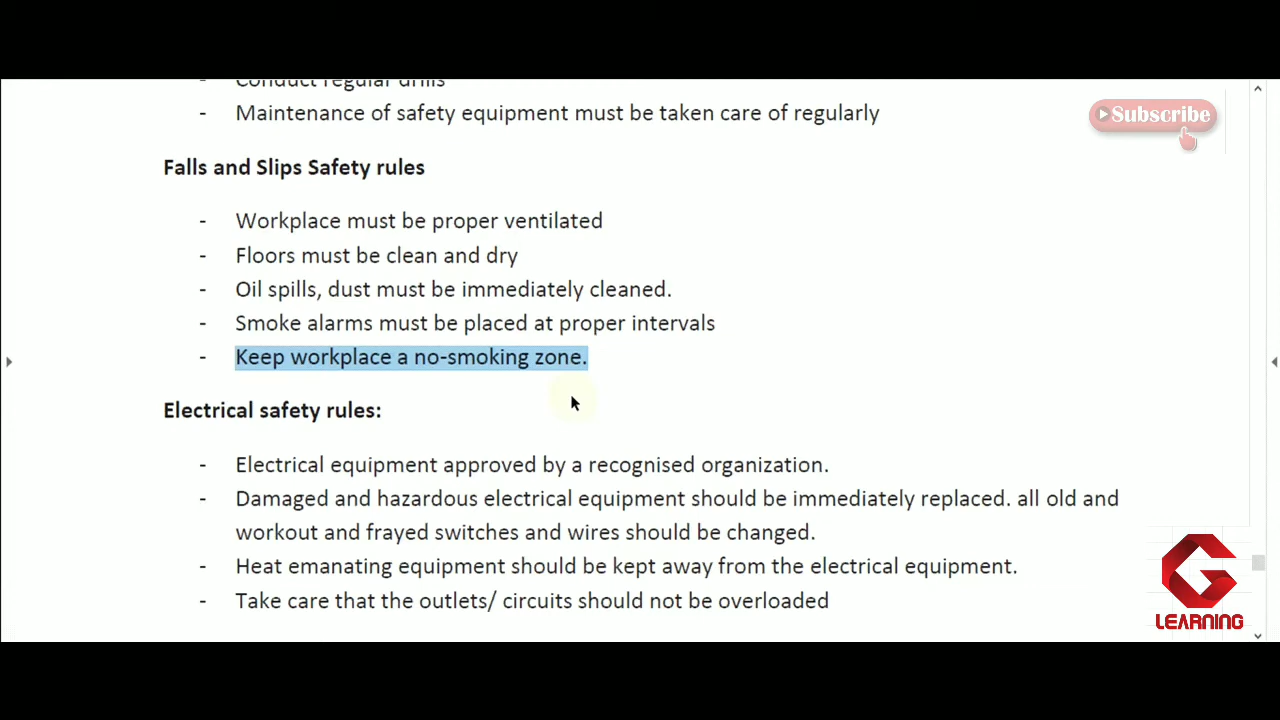 - Conduct regular drills
- Maintenance of safety equipment must be taken care of regularly
Subscribe
Falls and Slips Safety rules
- Workplace must be proper ventilated
- Floors must be clean and dry
- Oil spills, dust must be immediately cleaned.
- Smoke alarms must be placed at proper intervals
- Keep workplace a no-smoking zone.
Electrical safety rules:
- Electrical equipment approved by a recognised organization.
- Damaged and hazardous electrical equipment should be immediately replaced. all old and
workout and frayed switches and wires should be changed.
- Heat emanating equipment should be kept away from the electrical equipment.
- Take care that the outlets/ circuits should not be overloaded
LEARNING